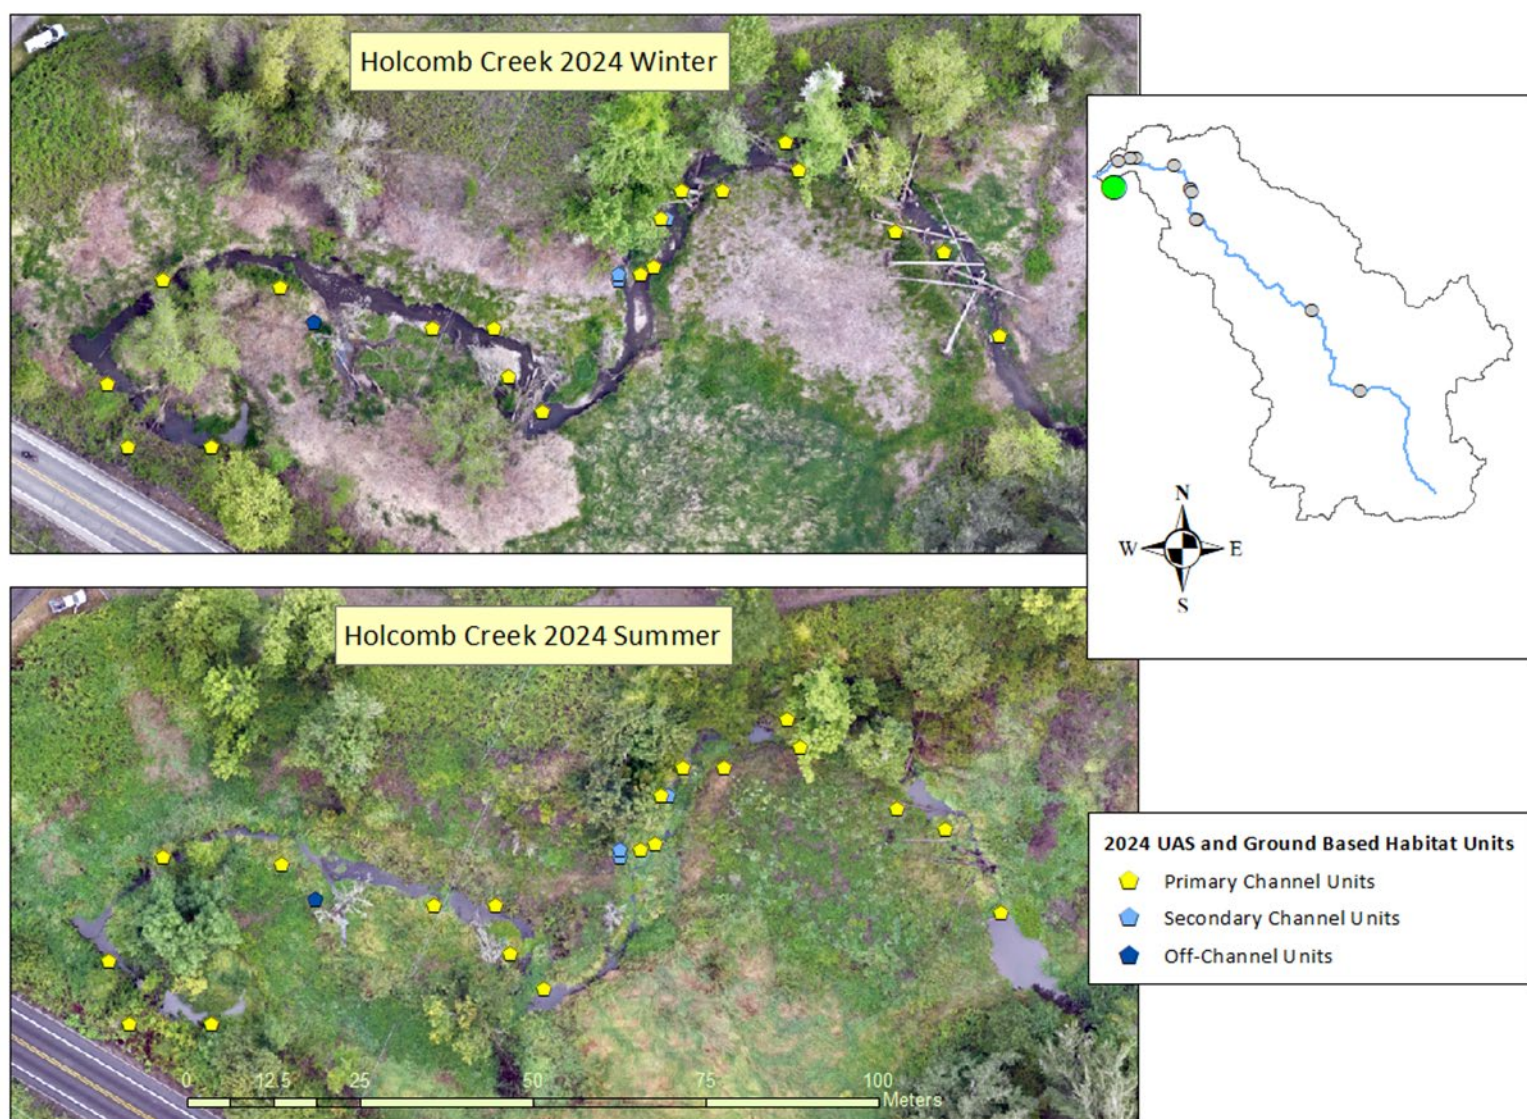 Holcomb Creek 2024 Winter
N
W E
S
Holcomb Creek 2024 Summer
2024 UAS and Ground Based Habitat Units
Primary Channel Units
Secondary Channel Units
Off-Channel Units
0 12.5 25 50 75 100
Meters